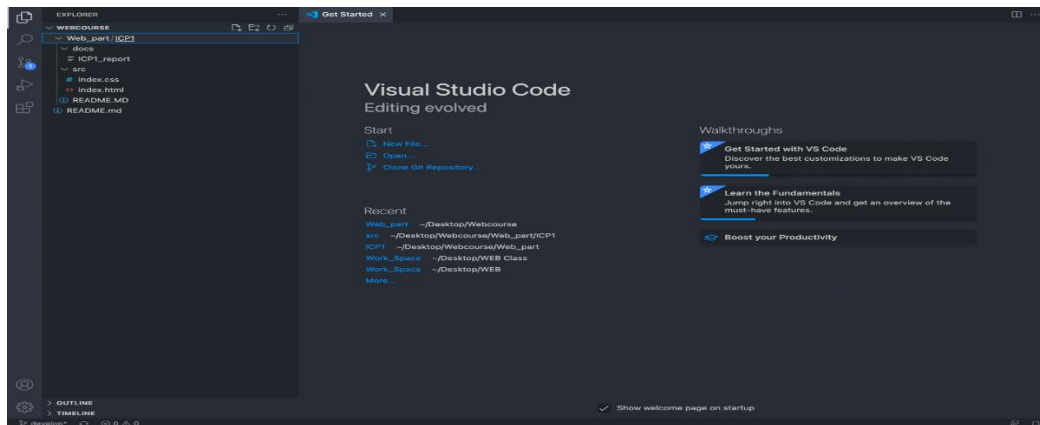 EXPLORER
WEBCOURSE
Web_part / ICP1
docs
ICP1_report
src
# index.css
<> index.html
README.MD
README.md
Get Started
Visual Studio Code
Editing evolved
Start
New File...
Open...
Clone Git Repository...
Recent
Web_part ~/Desktop/Webcourse
src ~/Desktop/Webcourse/Web_part/ICP1
ICP1 ~/Desktop/Webcourse/Web_part
Work_Space ~/Desktop/WEB Class
Work_Space ~/Desktop/WEB
More...
Walkthroughs
Get Started with VS Code
Discover the best customizations to make VS Code
yours.
Learn the Fundamentals
Jump right into VS Code and get an overview of the
must-have features.
Boost your Productivity
Show welcome page on startup
OUTLINE
TIMELINE
develop* 0 0